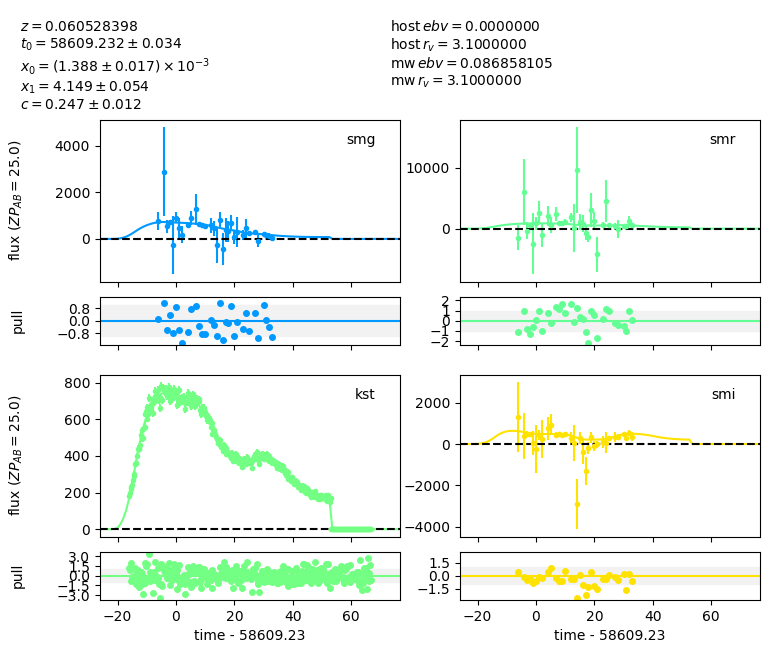 z = 0.060528398
t₀ = 58609.232 ± 0.034
x₀ = (1.388 ± 0.017) × 10⁻³
x₁ = 4.149 ± 0.054
c = 0.247 ± 0.012
host ebv = 0.0000000
host r_v = 3.1000000
mw ebv = 0.086858105
mw r_v = 3.1000000
flux (ZP_AB = 25.0)
4000
2000
0
smg
10000
0
smr
pull
0.8
0.0
−0.8
2
1
0
−1
−2
flux (ZP_AB = 25.0)
800
600
400
200
0
kst
2000
0
−2000
−4000
smi
pull
3.0
1.5
0.0
−1.5
−3.0
1.5
0.0
−1.5
−20 0 20 40 60
−20 0 20 40 60
time - 58609.23
time - 58609.23